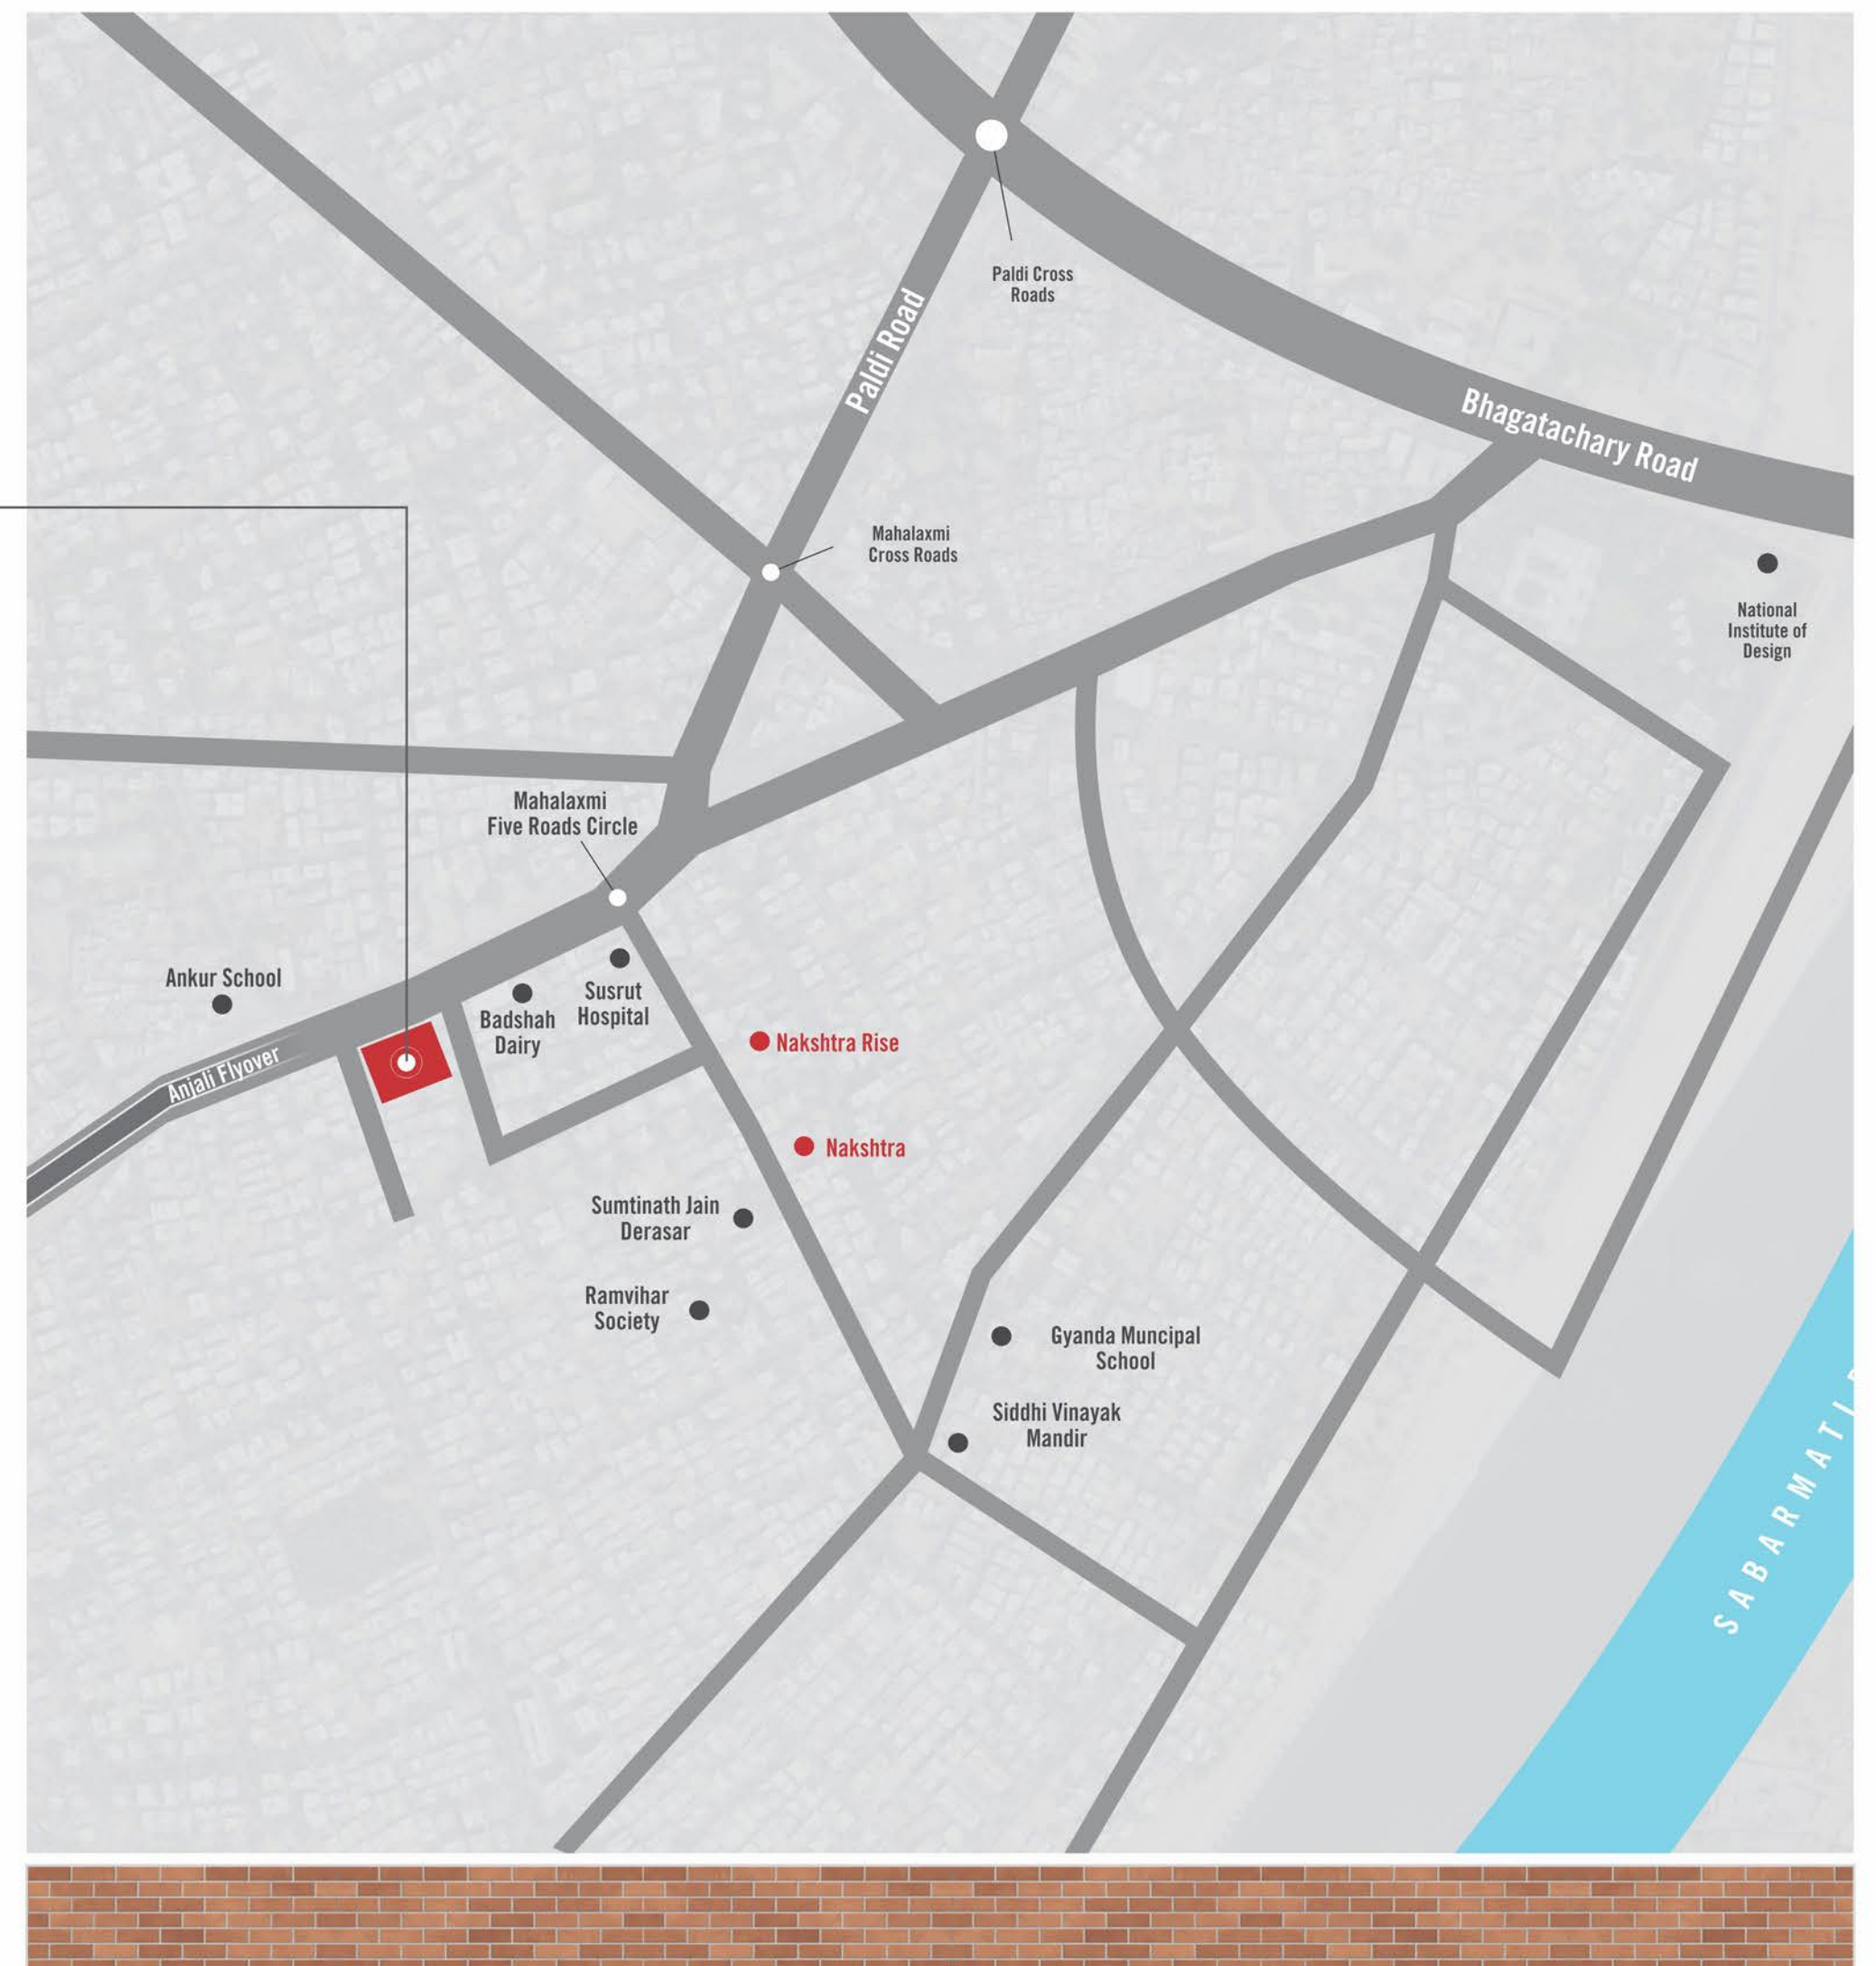 Paldi Cross
Roads
Paldi Road
Bhagatachary Road
Mahalaxmi
Cross Roads
National
Institute of
Design
Mahalaxmi
Five Roads Circle
Ankur School
Susrut
Hospital
Badshah
Dairy
Anjali Flyover
Nakshtra Rise
Nakshtra
Sumtinath Jain
Derasar
Ramvihar
Society
Gyanda Muncipal
School
Siddhi Vinayak
Mandir
SABARMATI